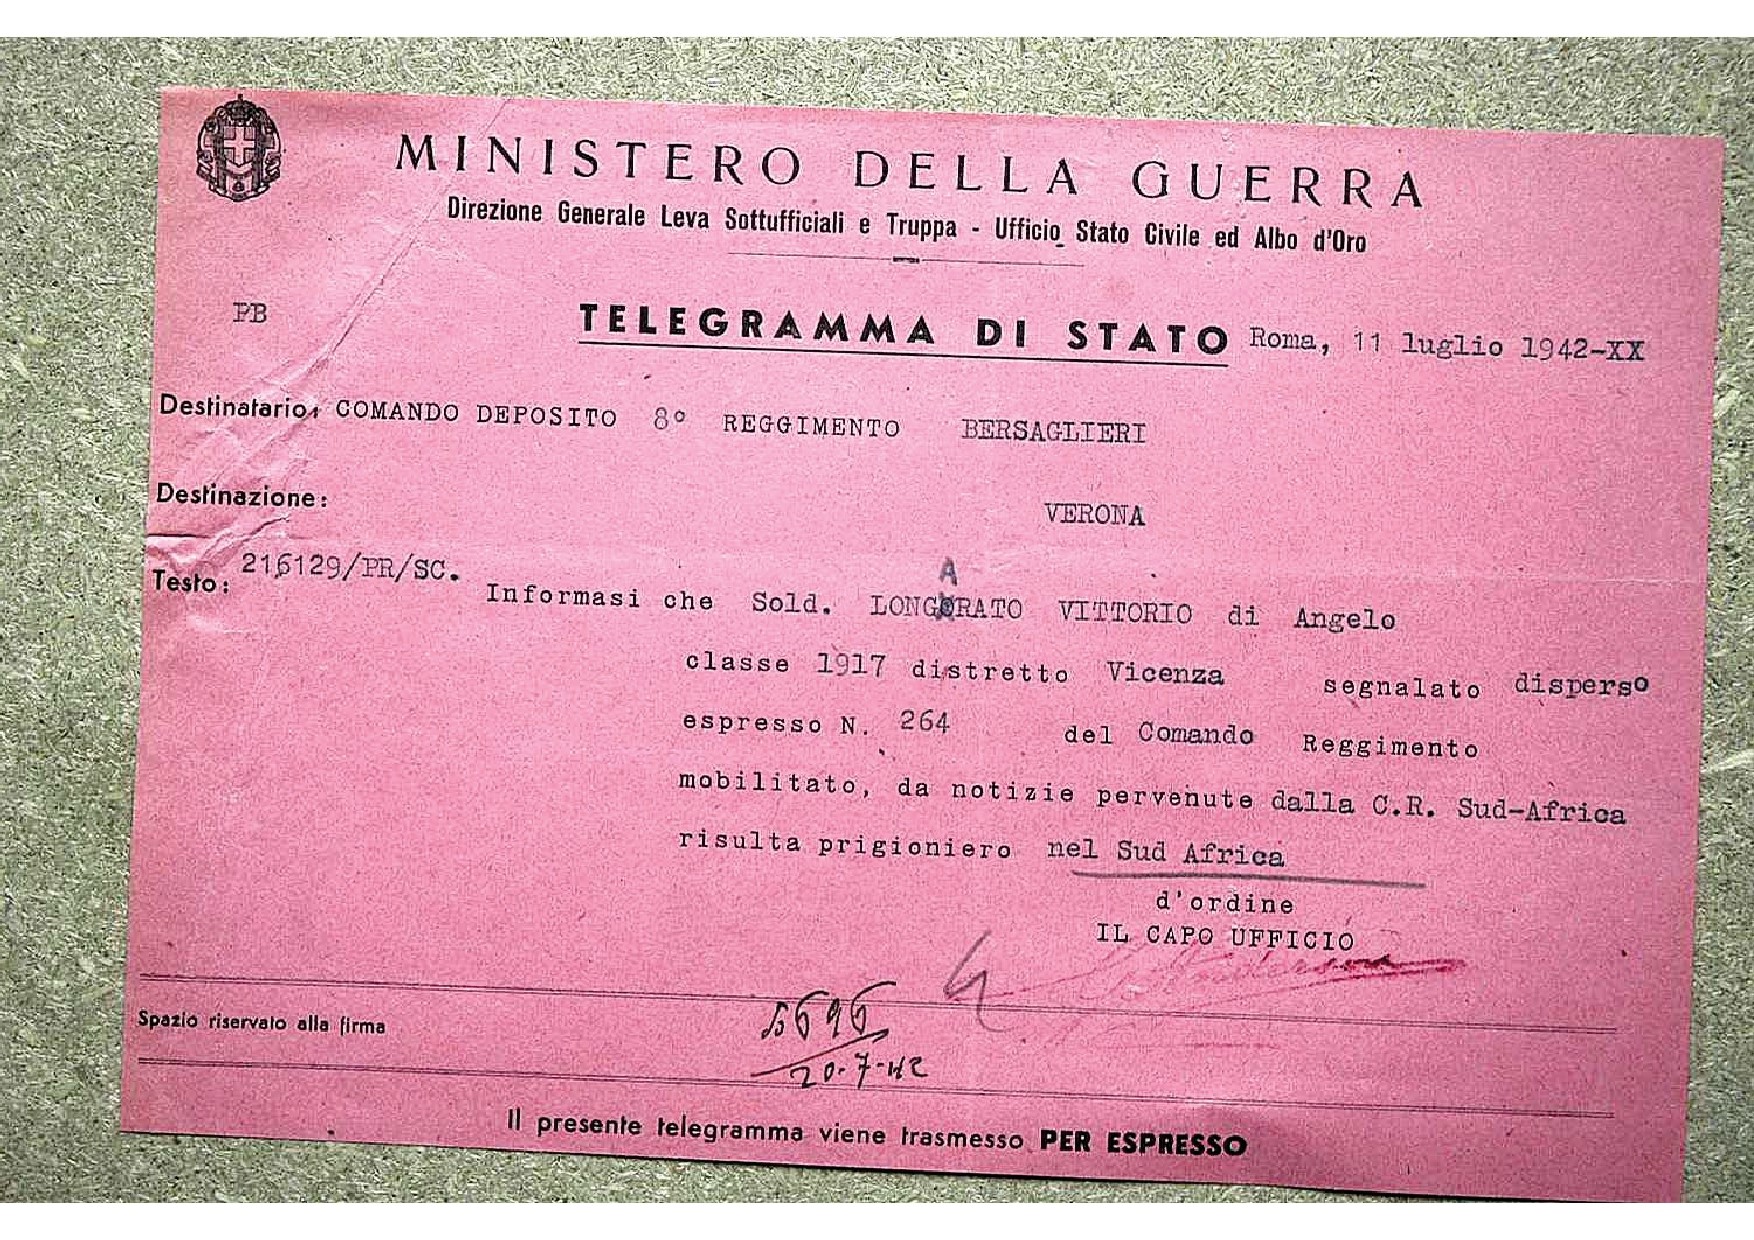 MINISTERO DELLA GUERRA
Direzione Generale Leva Sottufficiali e Truppa - Ufficio Stato Civile ed Albo d'Oro
PB
TELEGRAMMA DI STATO Roma, 11 luglio 1942-XX
Destinatario: COMANDO DEPOSITO 8º REGGIMENTO BERSAGLIERI
Destinazione: VERONA
Testo: 216129/PR/SC. Informasi che Sold. LONGARATO VITTORIO di Angelo
classe 1917 distretto Vicenza segnalato disperso
espresso N. 264 del Comando Reggimento
mobilitato, da notizie pervenute dalla C.R. Sud-Africa
risulta prigioniero nel Sud Africa
d'ordine
IL CAPO UFFICIO
Spazio riservato alla firma
20-7-42
Il presente telegramma viene trasmesso PER ESPRESSO